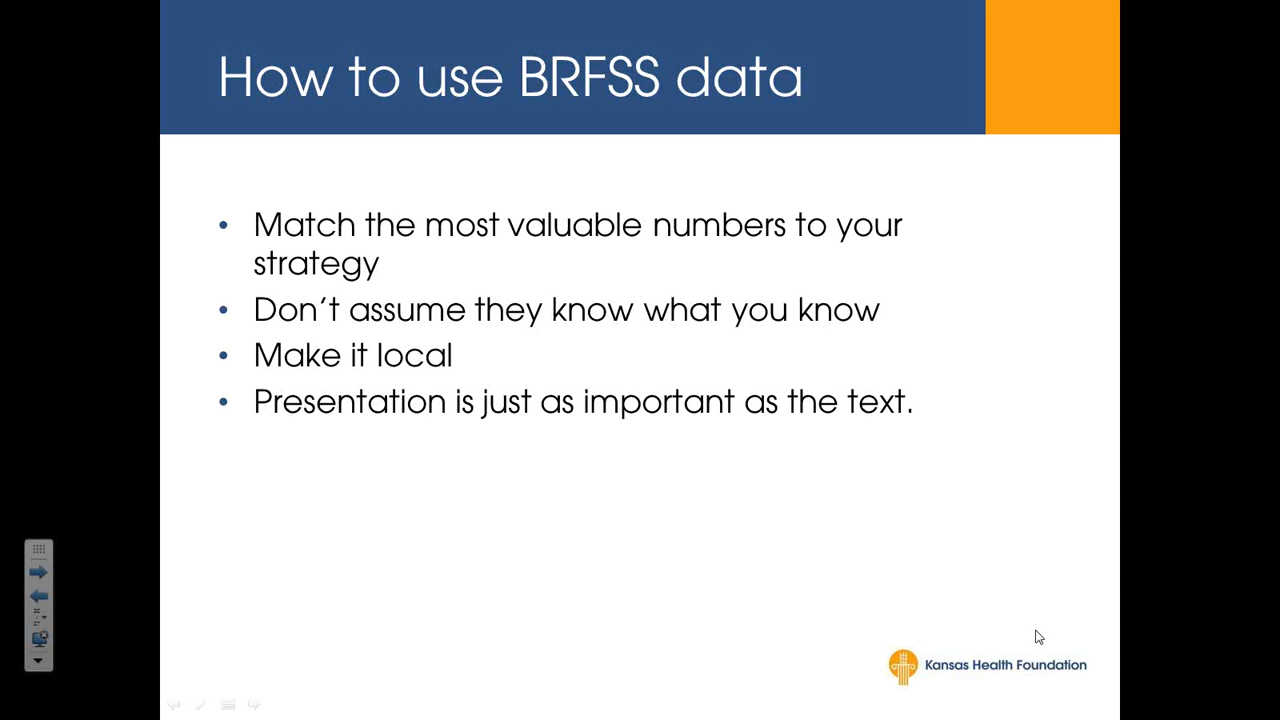 How to use BRFSS data
• Match the most valuable numbers to your
strategy
• Don’t assume they know what you know
• Make it local
• Presentation is just as important as the text.
Kansas Health Foundation